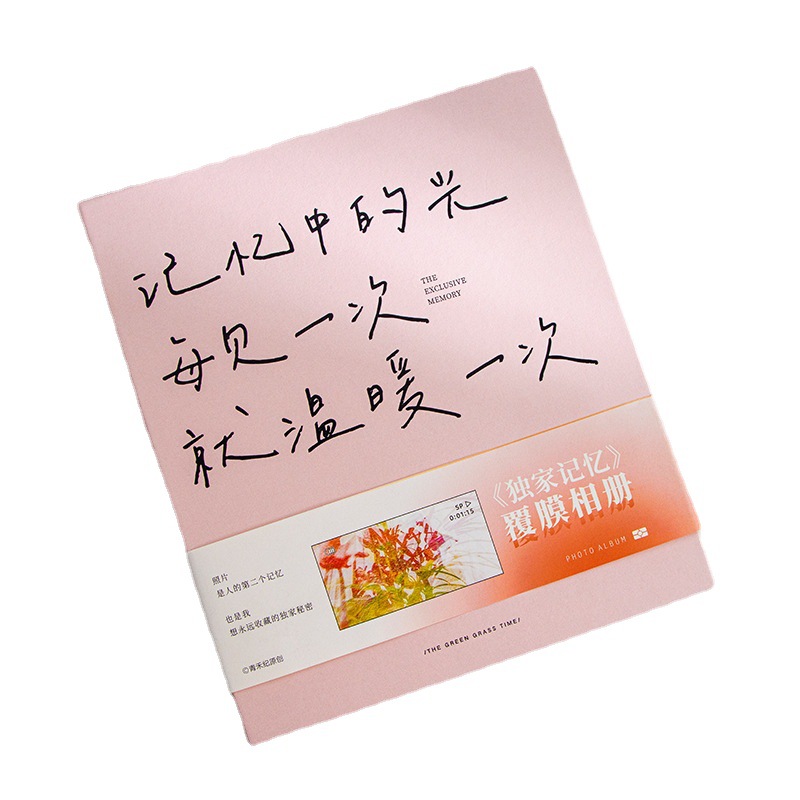 记忆中的光
每见一次
就温暖一次
THE
EXCLUSIVE
MEMORY
《独家记忆》
覆膜相册
PHOTO ALBUM
SP
0:01:15
照片
是人的第二个记忆
也是我
想永远收藏的独家秘密
©青禾纪原创
/THE GREEN GRASS TIME/